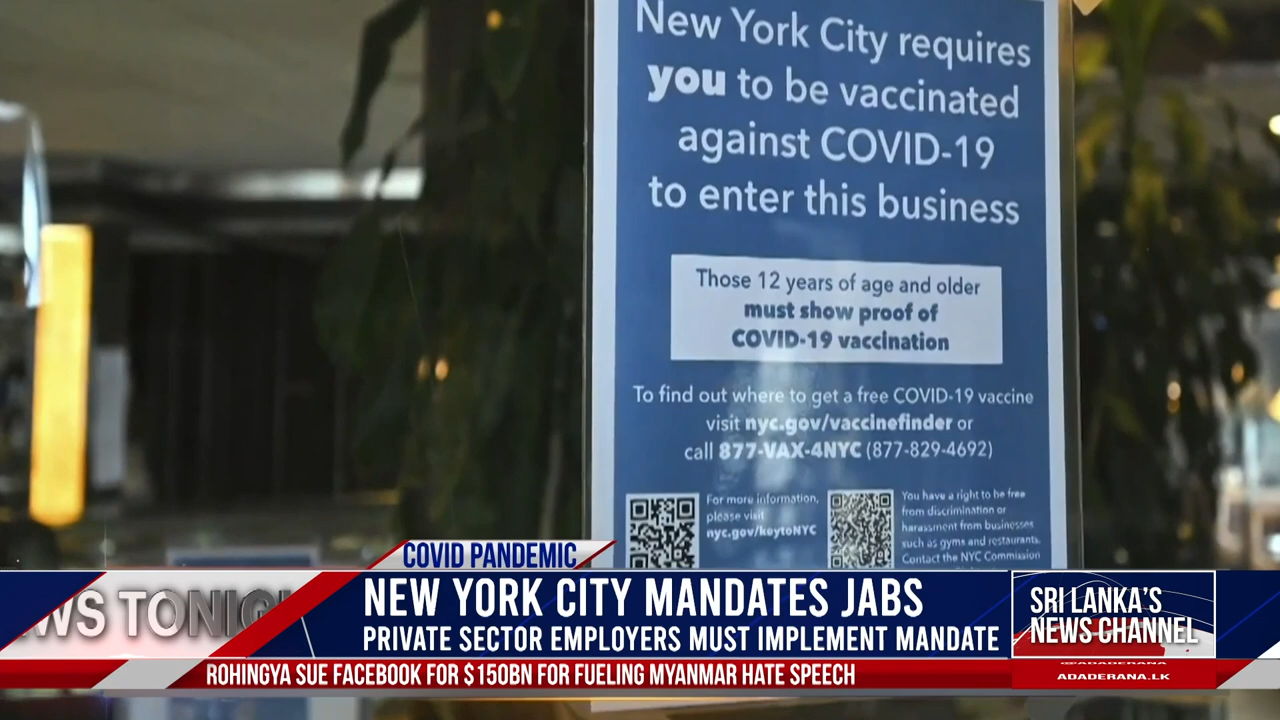 New York City requires
you to be vaccinated
against COVID-19
to enter this business
Those 12 years of age and older
must show proof of
COVID-19 vaccination
To find out where to get a free COVID-19 vaccine
visit nyc.gov/vaccinefinder or
call 877-VAX-4NYC (877-829-4692)
For more information,
please visit
nyc.gov/keytoNYC
You have a right to be free
from discrimination or
harassment from businesses
such as gyms and restaurants.
Contact the NYC Commission
COVID PANDEMIC
NEW YORK CITY MANDATES JABS
PRIVATE SECTOR EMPLOYERS MUST IMPLEMENT MANDATE
WS TONIG
SRI LANKA'S
NEWS CHANNEL
ROHINGYA SUE FACEBOOK FOR $150BN FOR FUELING MYANMAR HATE SPEECH
@ADADERANA
ADADERANA.LK